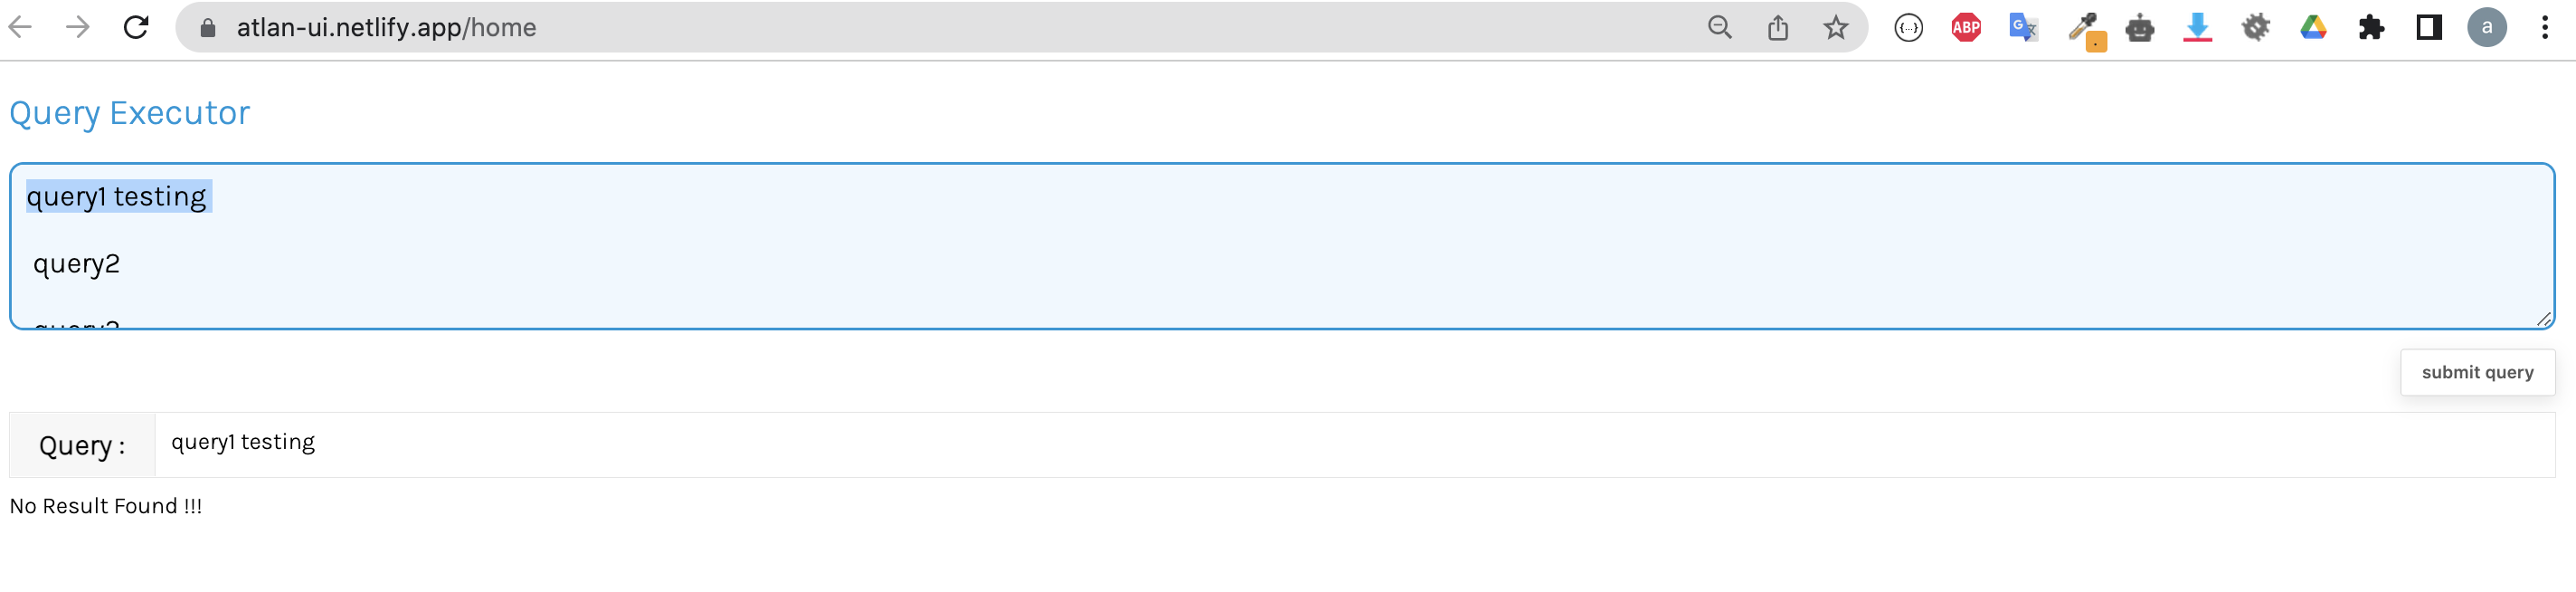 atlan-ui.netlify.app/home
{...}
ABP
G
a
Query Executor
query1 testing
query2
submit query
Query : query1 testing
No Result Found !!!